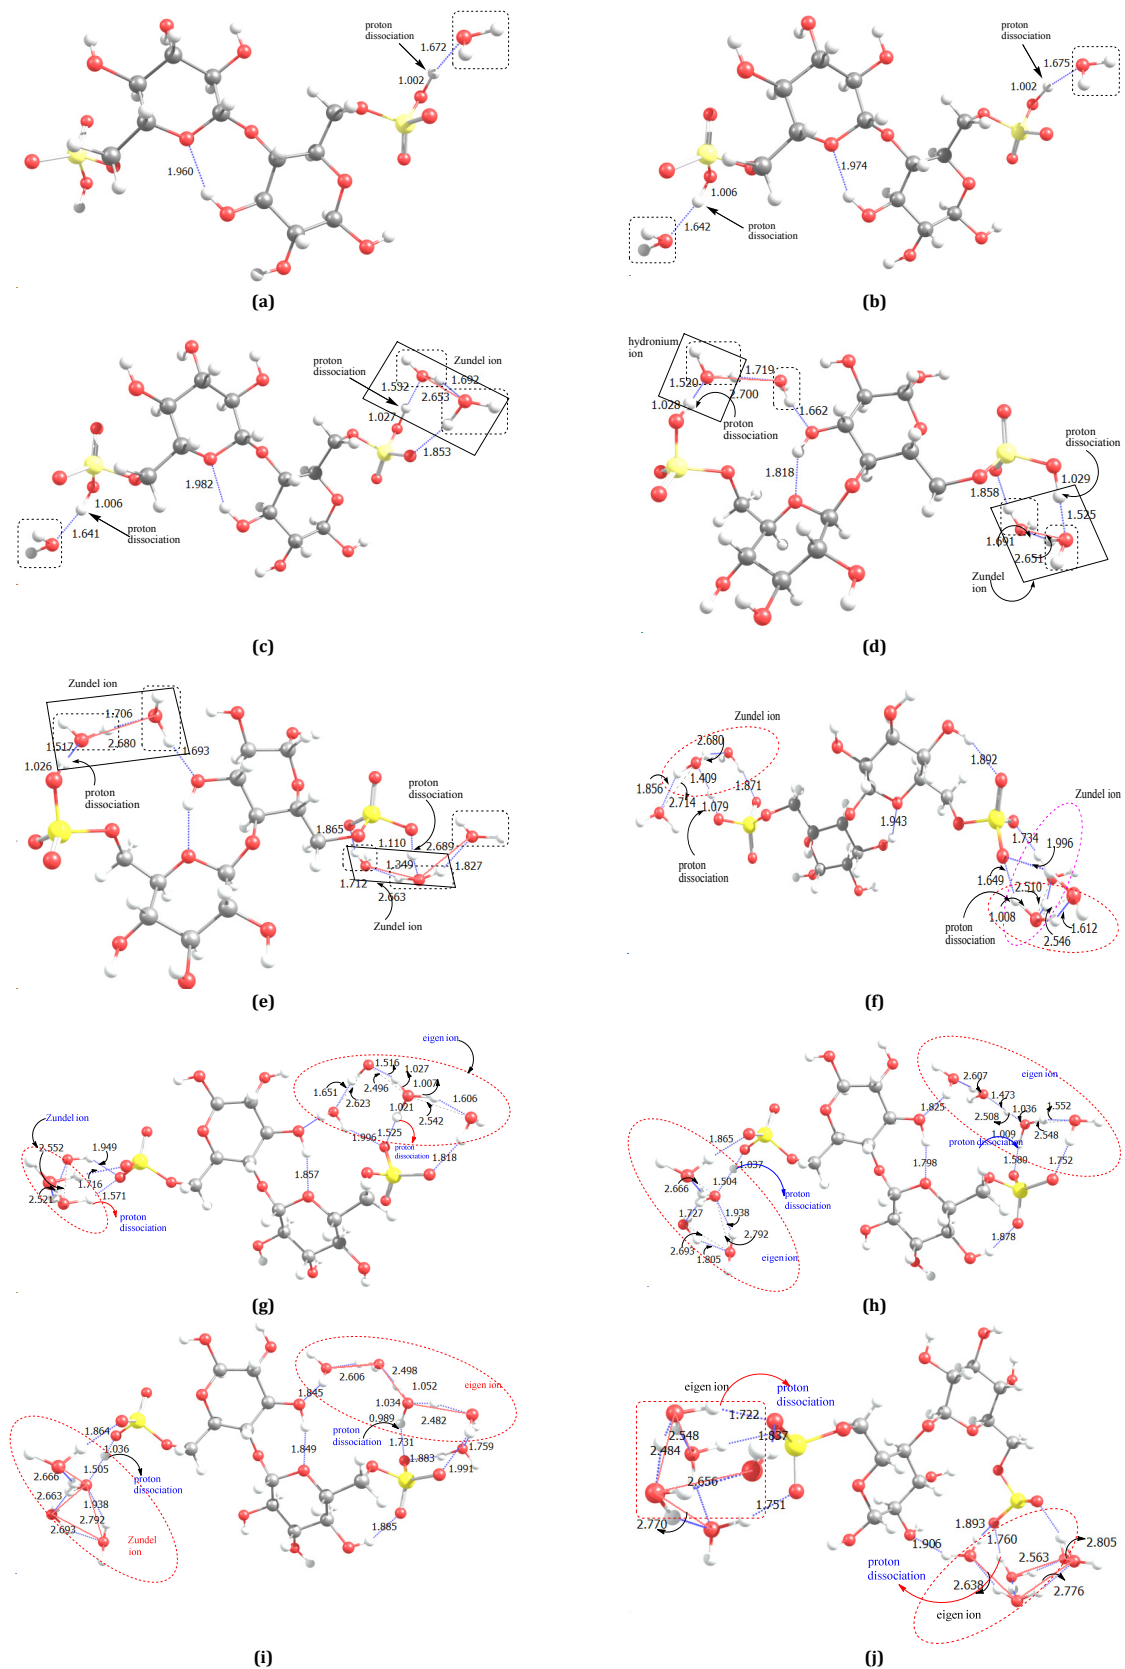 proton
dissociation
1.672
1.002
1.960
(a)
proton
dissociation
1.675
1.002
1.974
1.006
1.642
proton
dissociation
(b)
proton
dissociation
Zundel ion
1.592
1.692
2.653
1.027
1.853
1.982
1.006
1.641
proton
dissociation
(c)
hydronium
ion
1.719
1.520
2.700
1.028
1.662
proton
dissociation
1.818
proton
dissociation
1.029
1.858
1.525
1.691
2.651
Zundel
ion
(d)
Zundel ion
1.706
1.517
2.680
1.693
1.026
proton
dissociation
proton
dissociation
1.865
1.110
2.689
1.349
1.827
1.712
2.663
Zundel ion
(e)
Zundel ion
2.680
1.856
1.409
1.871
2.714
1.079
proton
dissociation
1.892
Zundel ion
1.943
1.734
1.996
1.649
2.510
proton
dissociation
1.008
1.612
2.546
(f)
eigen ion
1.516
1.027
1.651
2.496
1.007
1.606
2.623
1.021
2.542
1.996
1.525
proton
dissociation
1.818
1.857
Zundel ion
2.552
1.949
1.716
2.521
1.571
proton
dissociation
(g)
2.607
eigen ion
1.473
1.825
2.508
1.036
1.552
1.009
2.548
proton dissociation
1.580
1.752
1.798
1.878
1.865
1.037
1.504
2.666
proton
dissociation
1.727
1.938
2.792
2.693
1.805
eigen ion
(h)
2.606
2.498
1.845
1.052
eigen ion
1.034
0.989
2.482
proton
dissociation
1.731
1.759
1.849
1.883
1.991
1.885
1.864
1.036
1.505
proton
dissociation
2.666
2.663
1.938
2.792
2.693
Zundel
ion
(i)
eigen ion
proton
dissociation
1.722
2.548
1.837
2.484
2.656
1.751
2.770
1.893
1.906
1.760
2.805
2.563
proton
dissociation
2.638
2.776
eigen ion
(j)